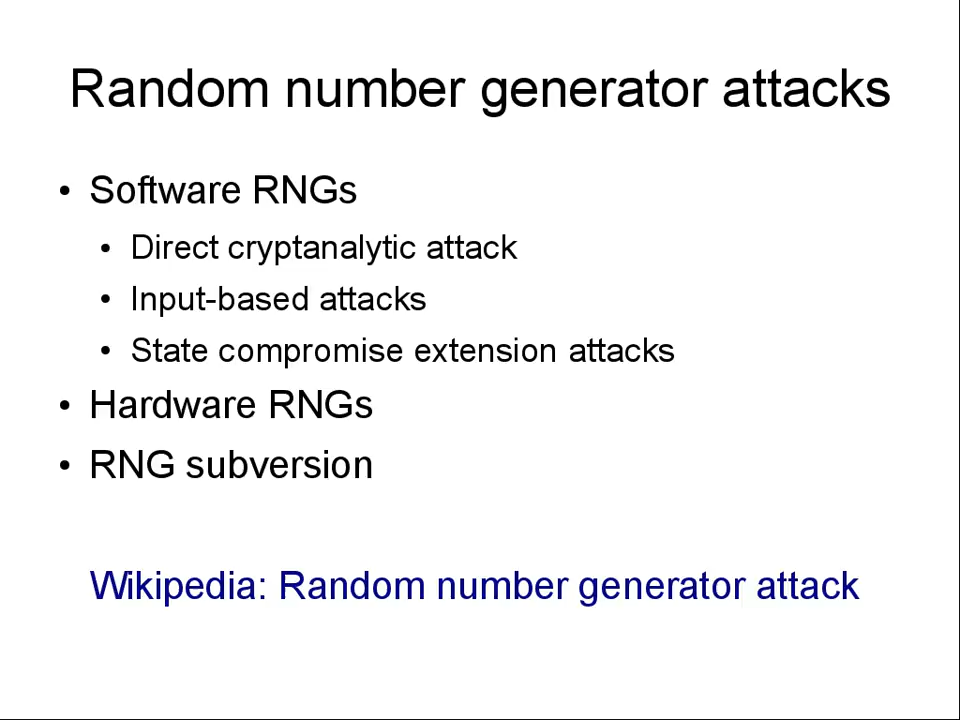 Random number generator attacks
• Software RNGs
• Direct cryptanalytic attack
• Input-based attacks
• State compromise extension attacks
• Hardware RNGs
• RNG subversion
Wikipedia: Random number generator attack